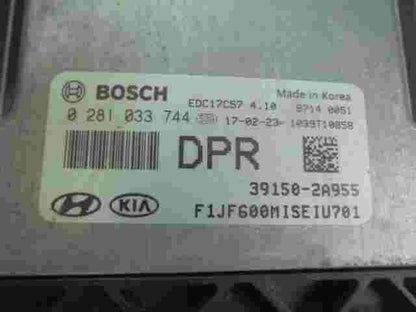 BOSCH EDC17C57 4.10 Made in Korea
8714 0051
0 281 033 744 17-02-23- 1039T10858
DPR
39150-2A955
KIA F1JF600MISEIU701